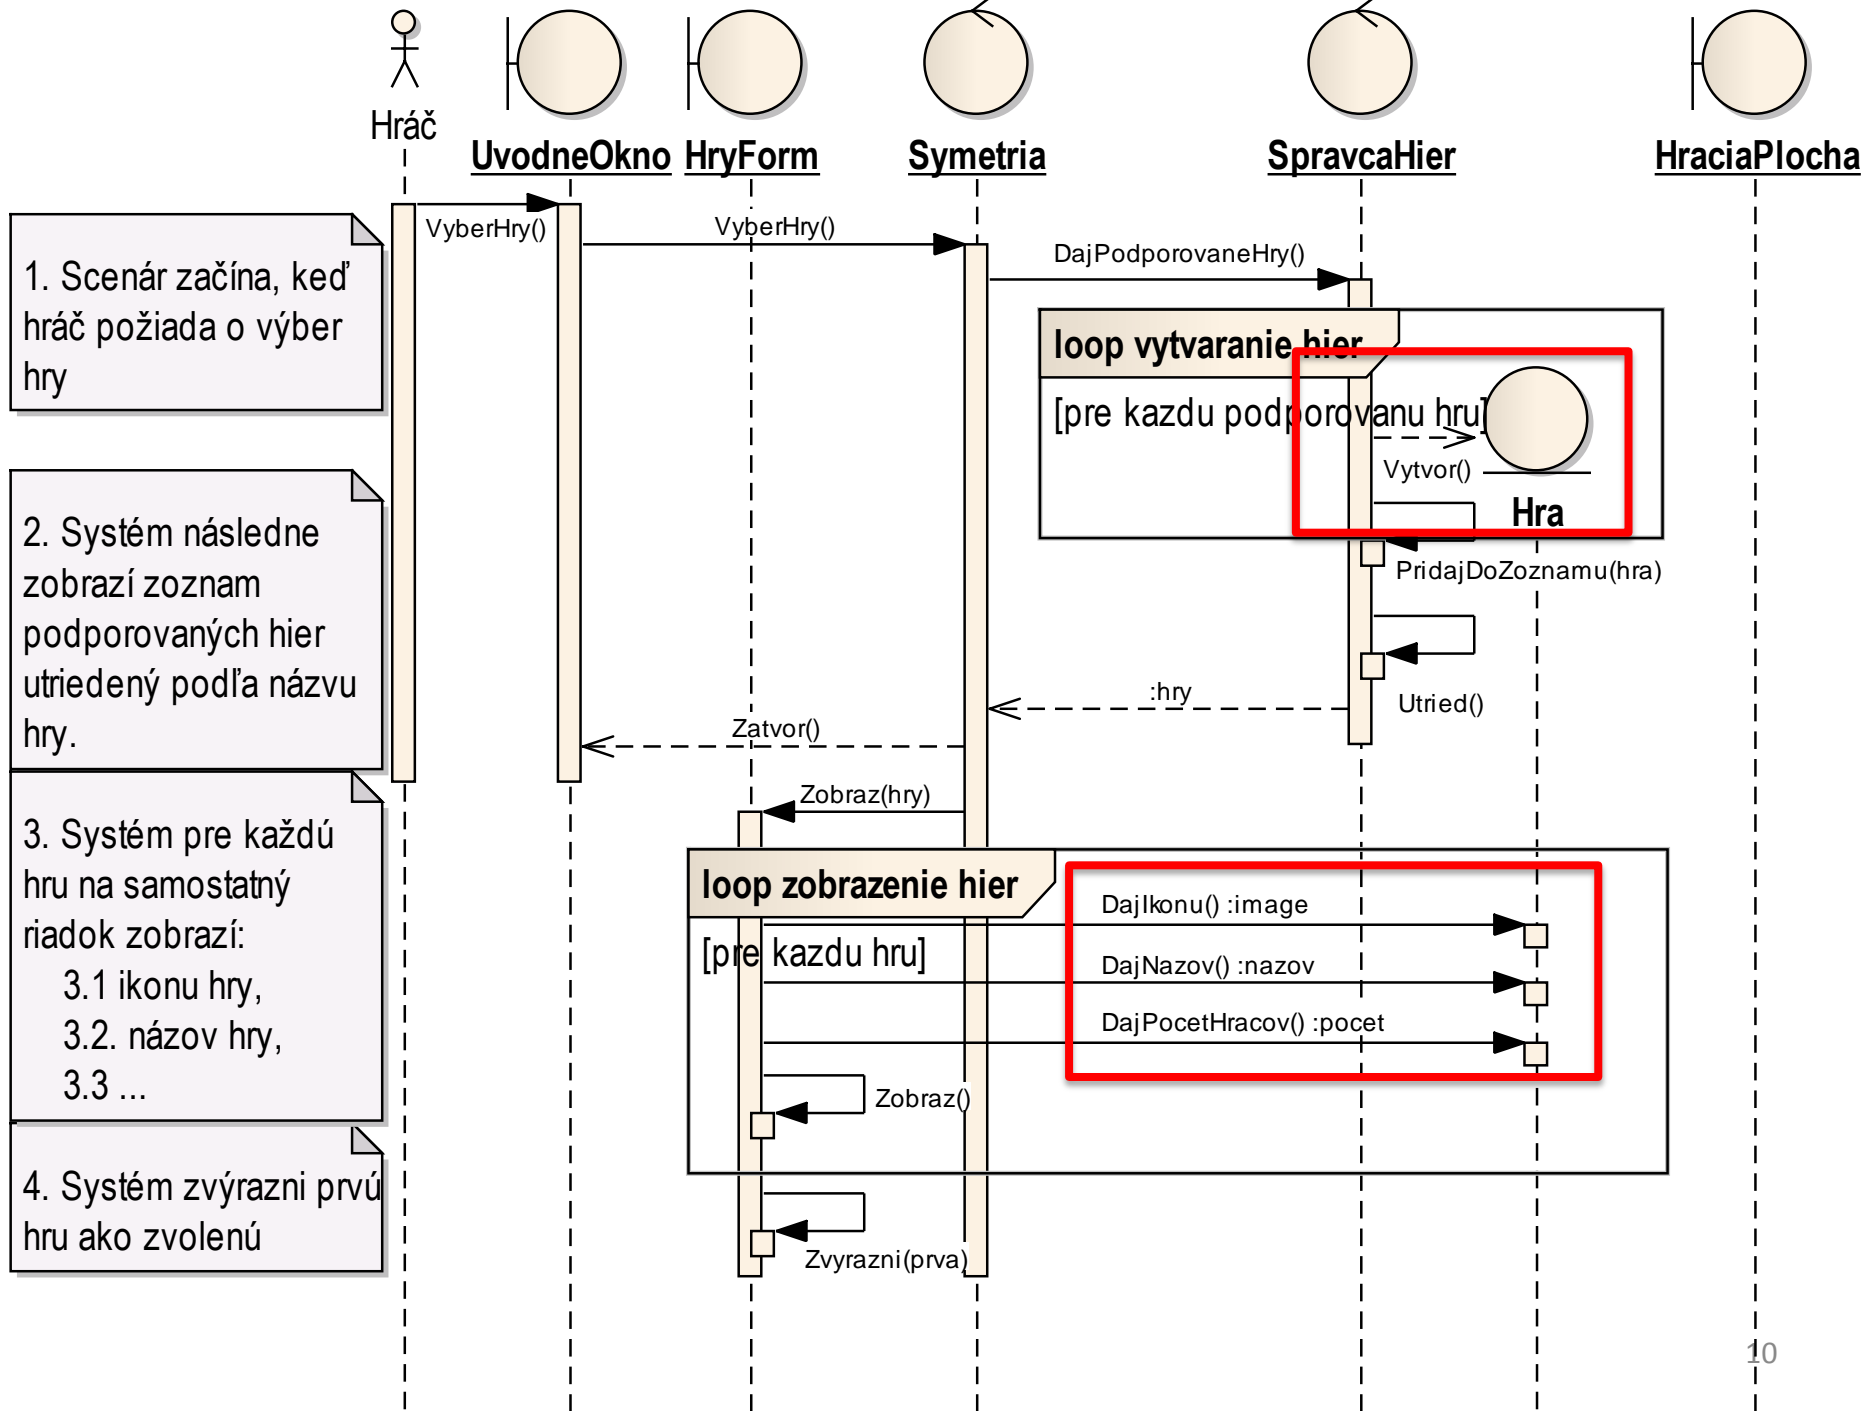 Hráč
UvodneOkno
HryForm
Symetria
SpravcaHier
HraciaPlocha
1. Scenár začína, keď
hráč požiada o výber
hry
VyberHry()
VyberHry()
DajPodporovaneHry()
loop vytvaranie hier
[pre kazdu podporovanu hru]
Vytvor()
Hra
PridajDoZoznamu(hra)
2. Systém následne
zobrazí zoznam
podporovaných hier
utriedený podľa názvu
hry.
Utried()
:hry
Zatvor()
Zobraz(hry)
3. Systém pre každú
hru na samostatný
riadok zobrazí:
3.1 ikonu hry,
3.2. názov hry,
3.3 ...
loop zobrazenie hier
[pre kazdu hru]
DajIkonu() :image
DajNazov() :nazov
DajPocetHracov() :pocet
Zobraz()
4. Systém zvýrazni prvú
hru ako zvolenú
Zvyrazni(prva)
10